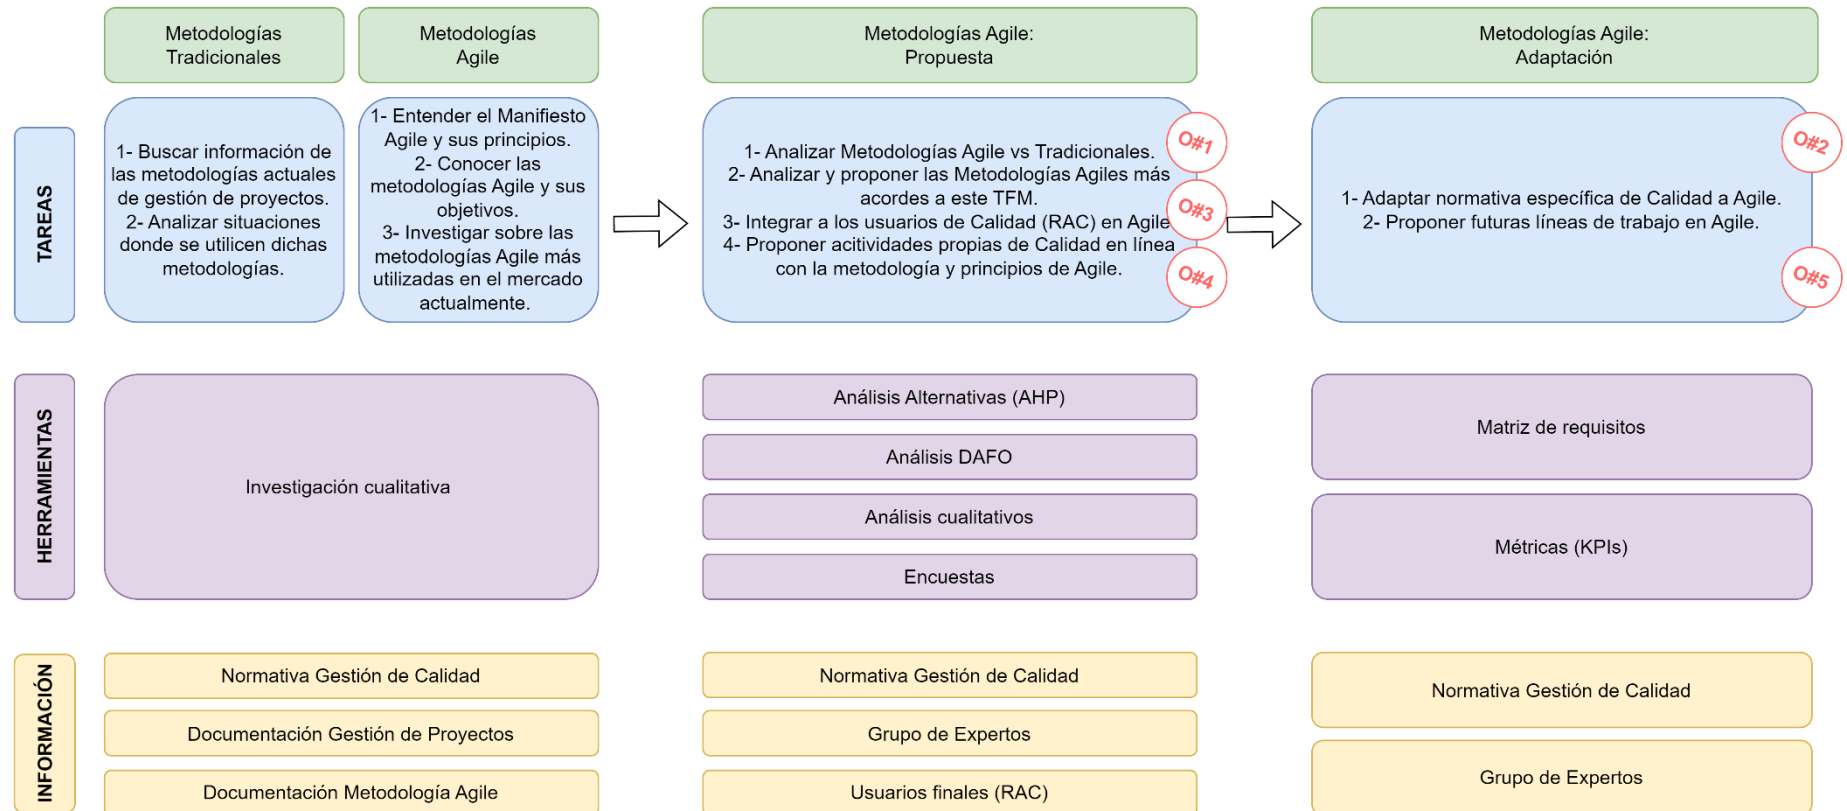 Metodologías
Tradicionales
Metodologías
Agile
Metodologías Agile:
Propuesta
Metodologías Agile:
Adaptación
TAREAS
1- Buscar información de
las metodologías actuales
de gestión de proyectos.
2- Analizar situaciones
donde se utilicen dichas
metodologías.
1- Entender el Manifiesto
Agile y sus principios.
2- Conocer las
metodologías Agile y sus
objetivos.
3- Investigar sobre las
metodologías Agile más
utilizadas en el mercado
actualmente.
1- Analizar Metodologías Agile vs Tradicionales.
2- Analizar y proponer las Metodologías Agiles más
acordes a este TFM.
3- Integrar a los usuarios de Calidad (RAC) en Agile
4- Proponer acitividades propias de Calidad en línea
con la metodología y principios de Agile.
O#1
O#3
O#4
1- Adaptar normativa específica de Calidad a Agile.
2- Proponer futuras líneas de trabajo en Agile.
O#2
O#5
HERRAMIENTAS
Investigación cualitativa
Análisis Alternativas (AHP)
Análisis DAFO
Análisis cualitativos
Encuestas
Matriz de requisitos
Métricas (KPIs)
INFORMACIÓN
Normativa Gestión de Calidad
Documentación Gestión de Proyectos
Documentación Metodología Agile
Normativa Gestión de Calidad
Grupo de Expertos
Usuarios finales (RAC)
Normativa Gestión de Calidad
Grupo de Expertos